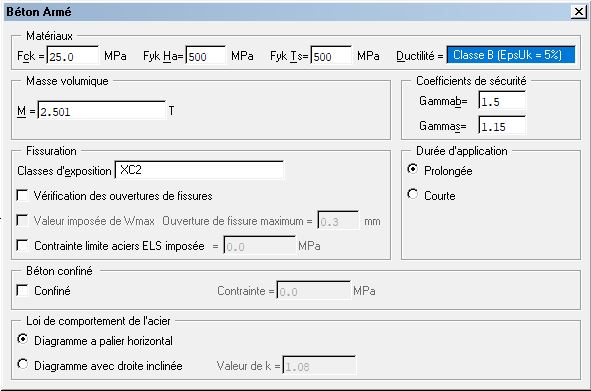 Béton Armé
Matériaux
Fck = 25.0 MPa Fyk Ha= 500 MPa Fyk Ts= 500 MPa Ductilité = Classe B (EpsUk = 5%)
Masse volumique
M = 2.501 T
Coefficients de sécurité
Gammab= 1.5
Gammas= 1.15
Fissuration
Classes d'exposition XC2
Vérification des ouvertures de fissures
Valeur imposée de Wmax Ouverture de fissure maximum = 0.3 mm
Contrainte limite aciers ELS imposée = 0.0 MPa
Durée d'application
Prolongée
Courte
Béton confiné
Confiné Contrainte = 0.0 MPa
Loi de comportement de l'acier
Diagramme a palier horizontal
Diagramme avec droite inclinée Valeur de k = 1.08